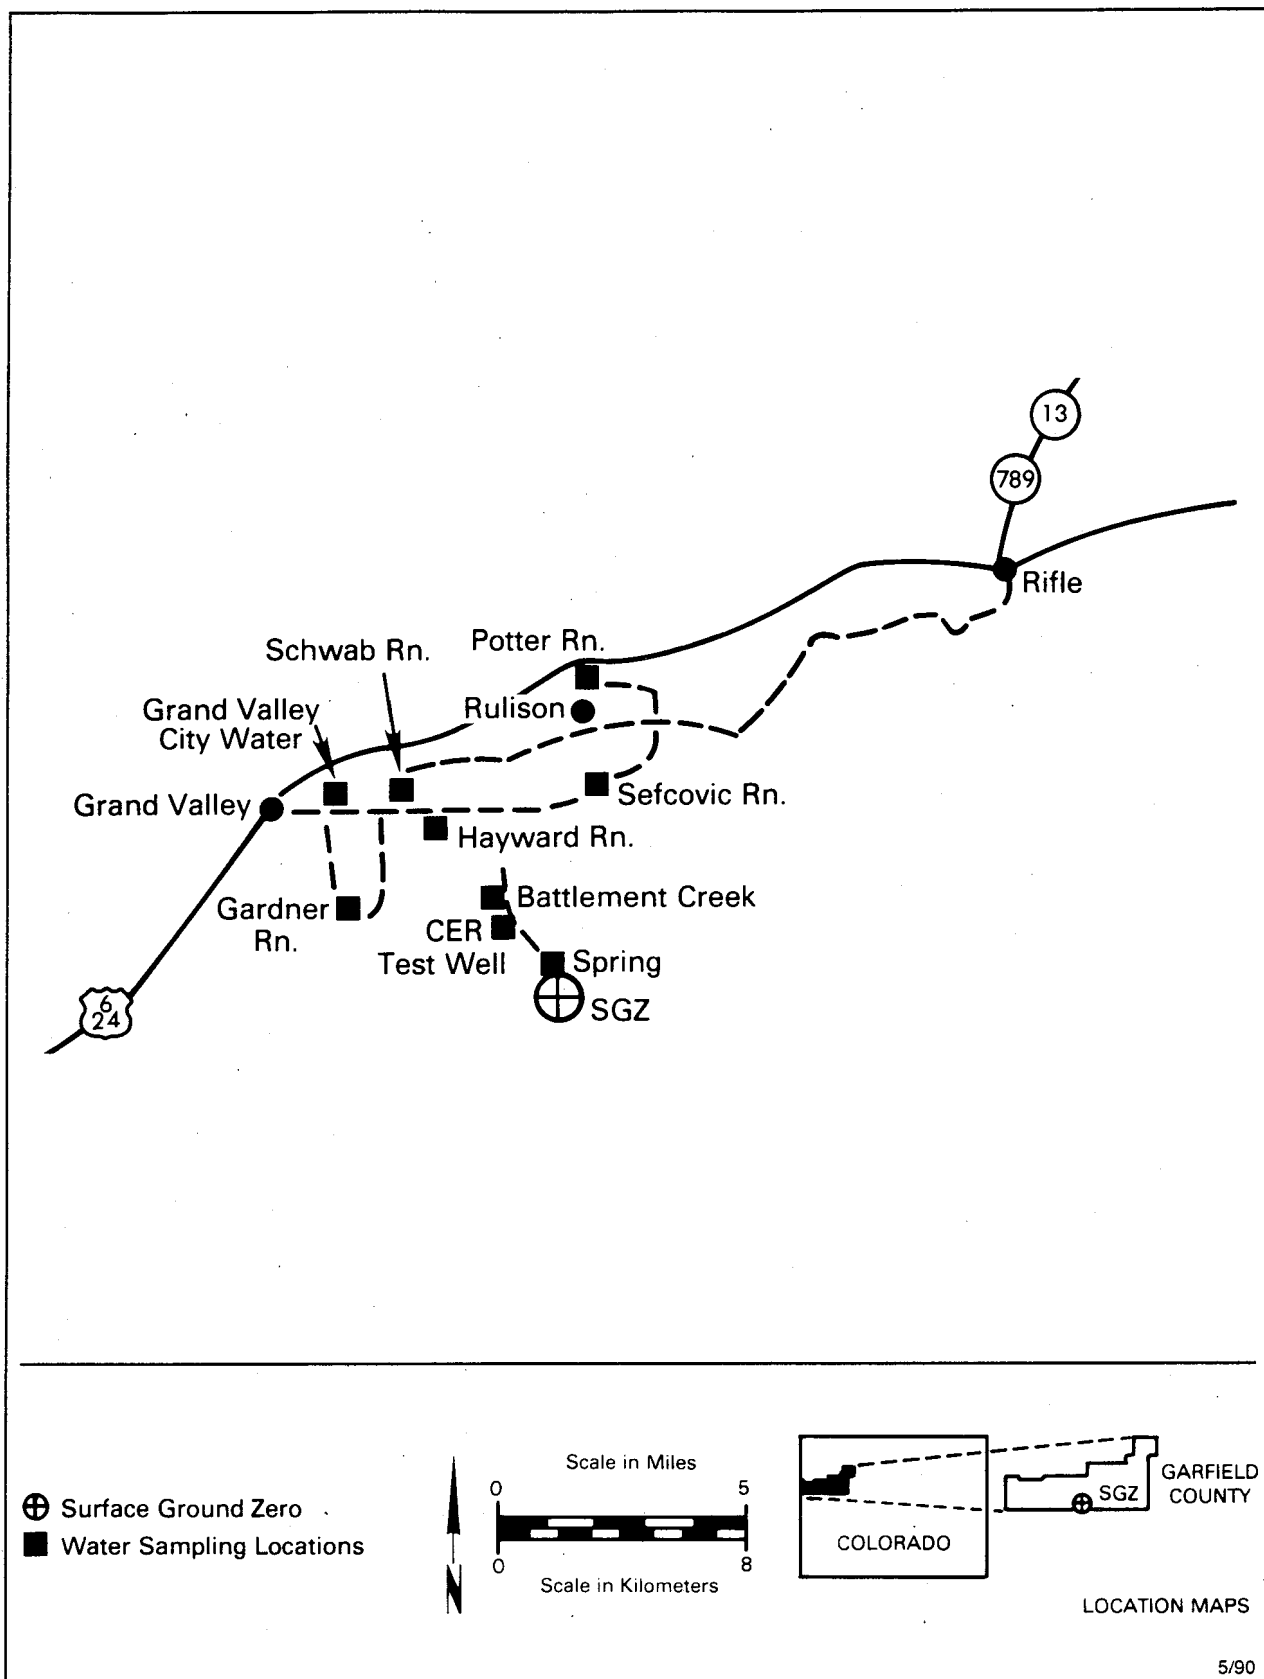 13
789
Rifle
Potter Rn.
Schwab Rn.
Grand Valley
City Water
Rulison
Grand Valley
Sefcovic Rn.
Hayward Rn.
Battlement Creek
Gardner
Rn.
CER
Test Well
Spring
SGZ
6
24
Surface Ground Zero
Water Sampling Locations
N
Scale in Miles
0
5
0
8
Scale in Kilometers
COLORADO
SGZ
GARFIELD
COUNTY
LOCATION MAPS
5/90